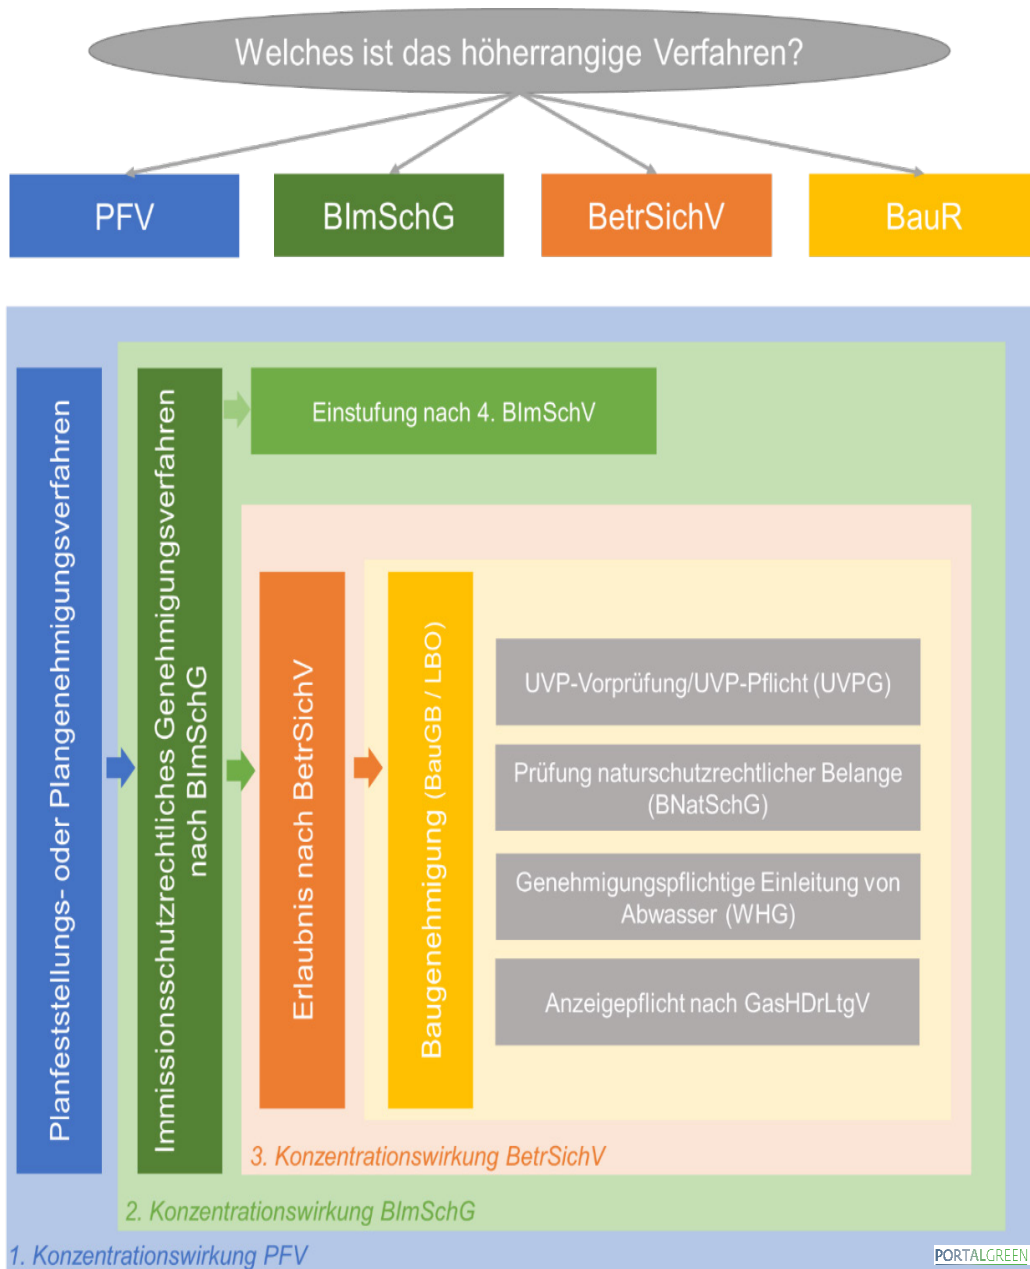 Welches ist das höherrangige Verfahren?
PFV
BImSchG
BetrSichV
BauR
Planfeststellungs- oder Plangenehmigungsverfahren
Immissionsschutzrechtliches Genehmigungsverfahren
nach BImSchG
Einstufung nach 4. BImSchV
Erlaubnis nach BetrSichV
Baugenehmigung (BauGB / LBO)
UVP-Vorprüfung/UVP-Pflicht (UVPG)
Prüfung naturschutzrechtlicher Belange
(BNatSchG)
Genehmigungspflichtige Einleitung von
Abwasser (WHG)
Anzeigepflicht nach GasHDrLtgV
3. Konzentrationswirkung BetrSichV
2. Konzentrationswirkung BImSchG
1. Konzentrationswirkung PFV
PORTALGREEN